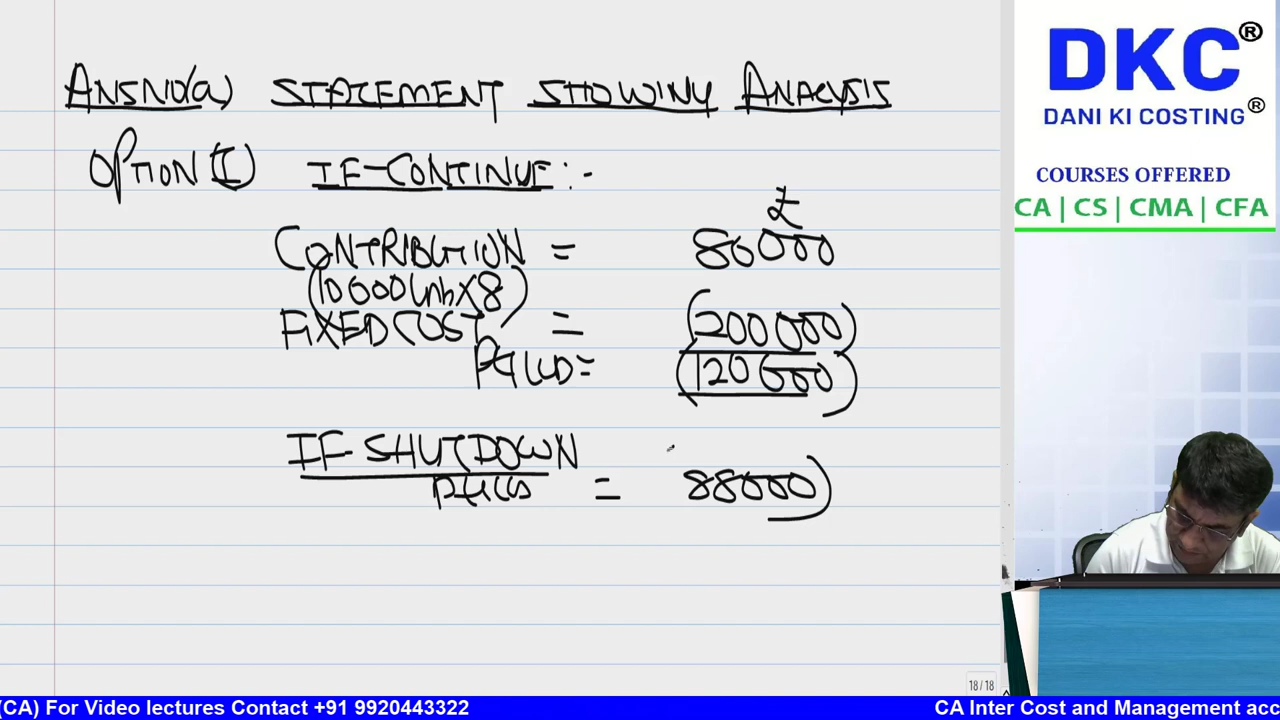 ANSNO(a) STATEMENT SHOWING ANALYSIS
OPTION (I) IF-CONTINUE:-
₹
CONTRIBUTION = 80000
(10000 units × 8)
FIXED COST = (200000)
P&L = (120000)
IF SHUTDOWN
= 88000)
18/18
DKC®
DANI KI COSTING®
COURSES OFFERED
CA | CS | CMA | CFA
(CA) For Video lectures Contact +91 9920443322
CA Inter Cost and Management acc